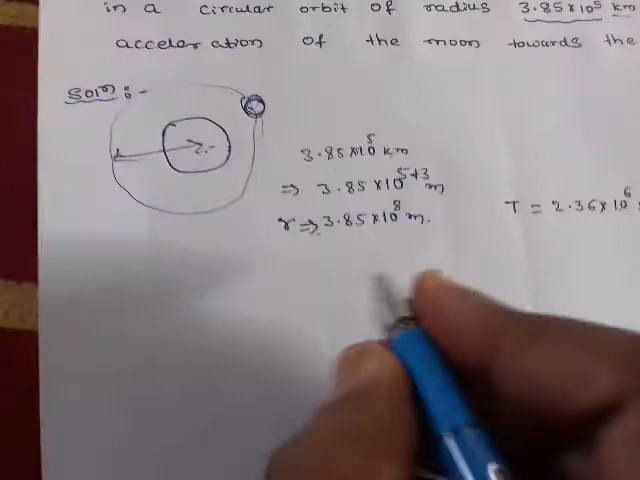 in a circular orbit of radius 3.85×10⁵ km
acceleration of the moon towards the
Soln :-
3.85×10⁵ km
⇒ 3.85×10⁵⁺³ m
r ⇒ 3.85×10⁸ m.
T = 2.36×10⁶